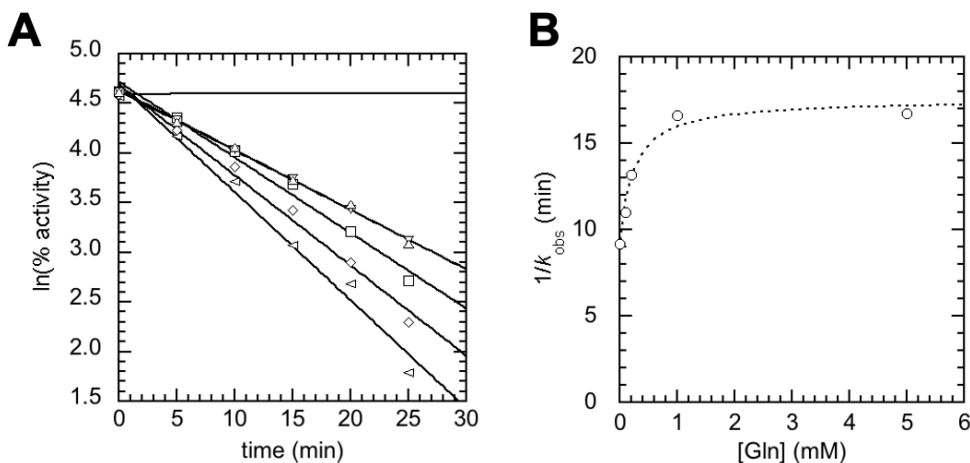 A
5.0
4.5
4.0
3.5
3.0
2.5
2.0
1.5
ln(% activity)
0 5 10 15 20 25 30
time (min)
B
20
15
10
5
0
1/k_obs (min)
0 1 2 3 4 5 6
[Gln] (mM)